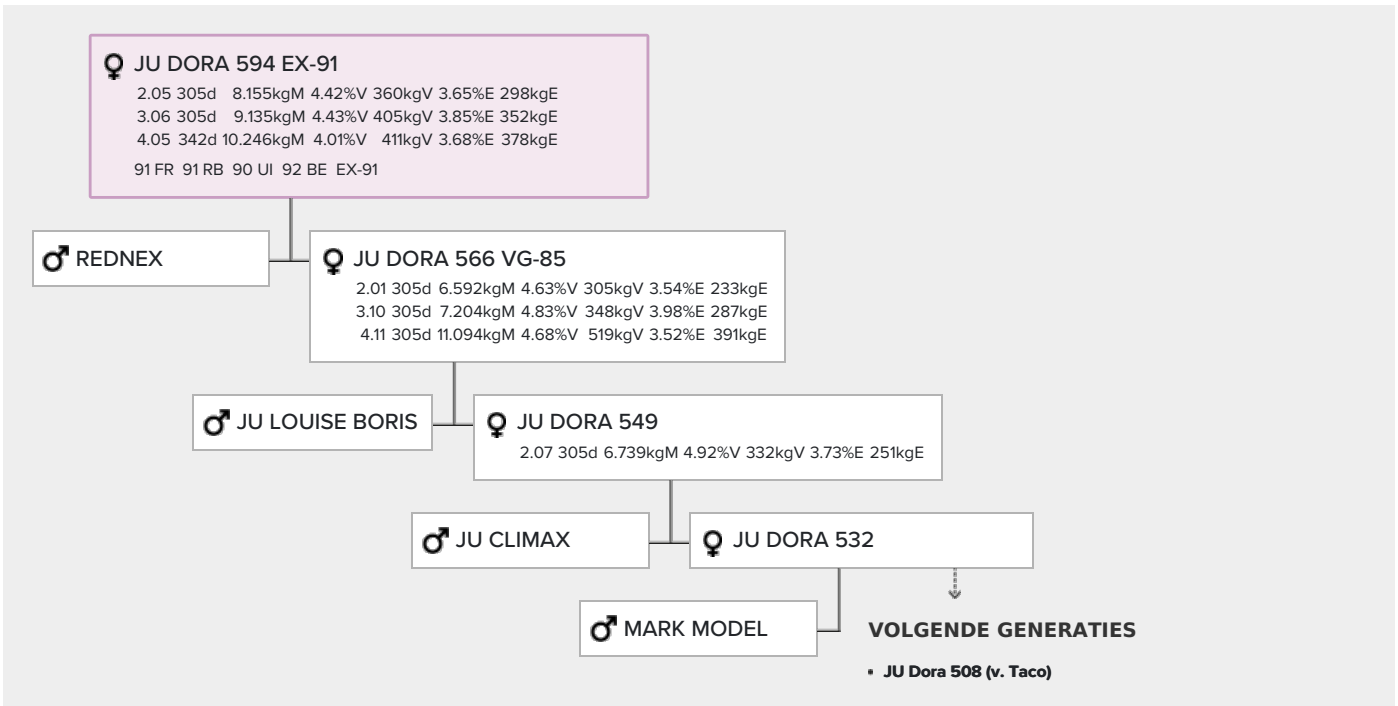 JU DORA 594 EX-91
2.05 305d 8.155kgM 4.42%V 360kgV 3.65%E 298kgE
3.06 305d 9.135kgM 4.43%V 405kgV 3.85%E 352kgE
4.05 342d 10.246kgM 4.01%V 411kgV 3.68%E 378kgE
91 FR 91 RB 90 UI 92 BE EX-91
REDNEX
JU DORA 566 VG-85
2.01 305d 6.592kgM 4.63%V 305kgV 3.54%E 233kgE
3.10 305d 7.204kgM 4.83%V 348kgV 3.98%E 287kgE
4.11 305d 11.094kgM 4.68%V 519kgV 3.52%E 391kgE
JU LOUISE BORIS
JU DORA 549
2.07 305d 6.739kgM 4.92%V 332kgV 3.73%E 251kgE
JU CLIMAX
JU DORA 532
MARK MODEL
VOLGENDE GENERATIES
• JU Dora 508 (v. Taco)